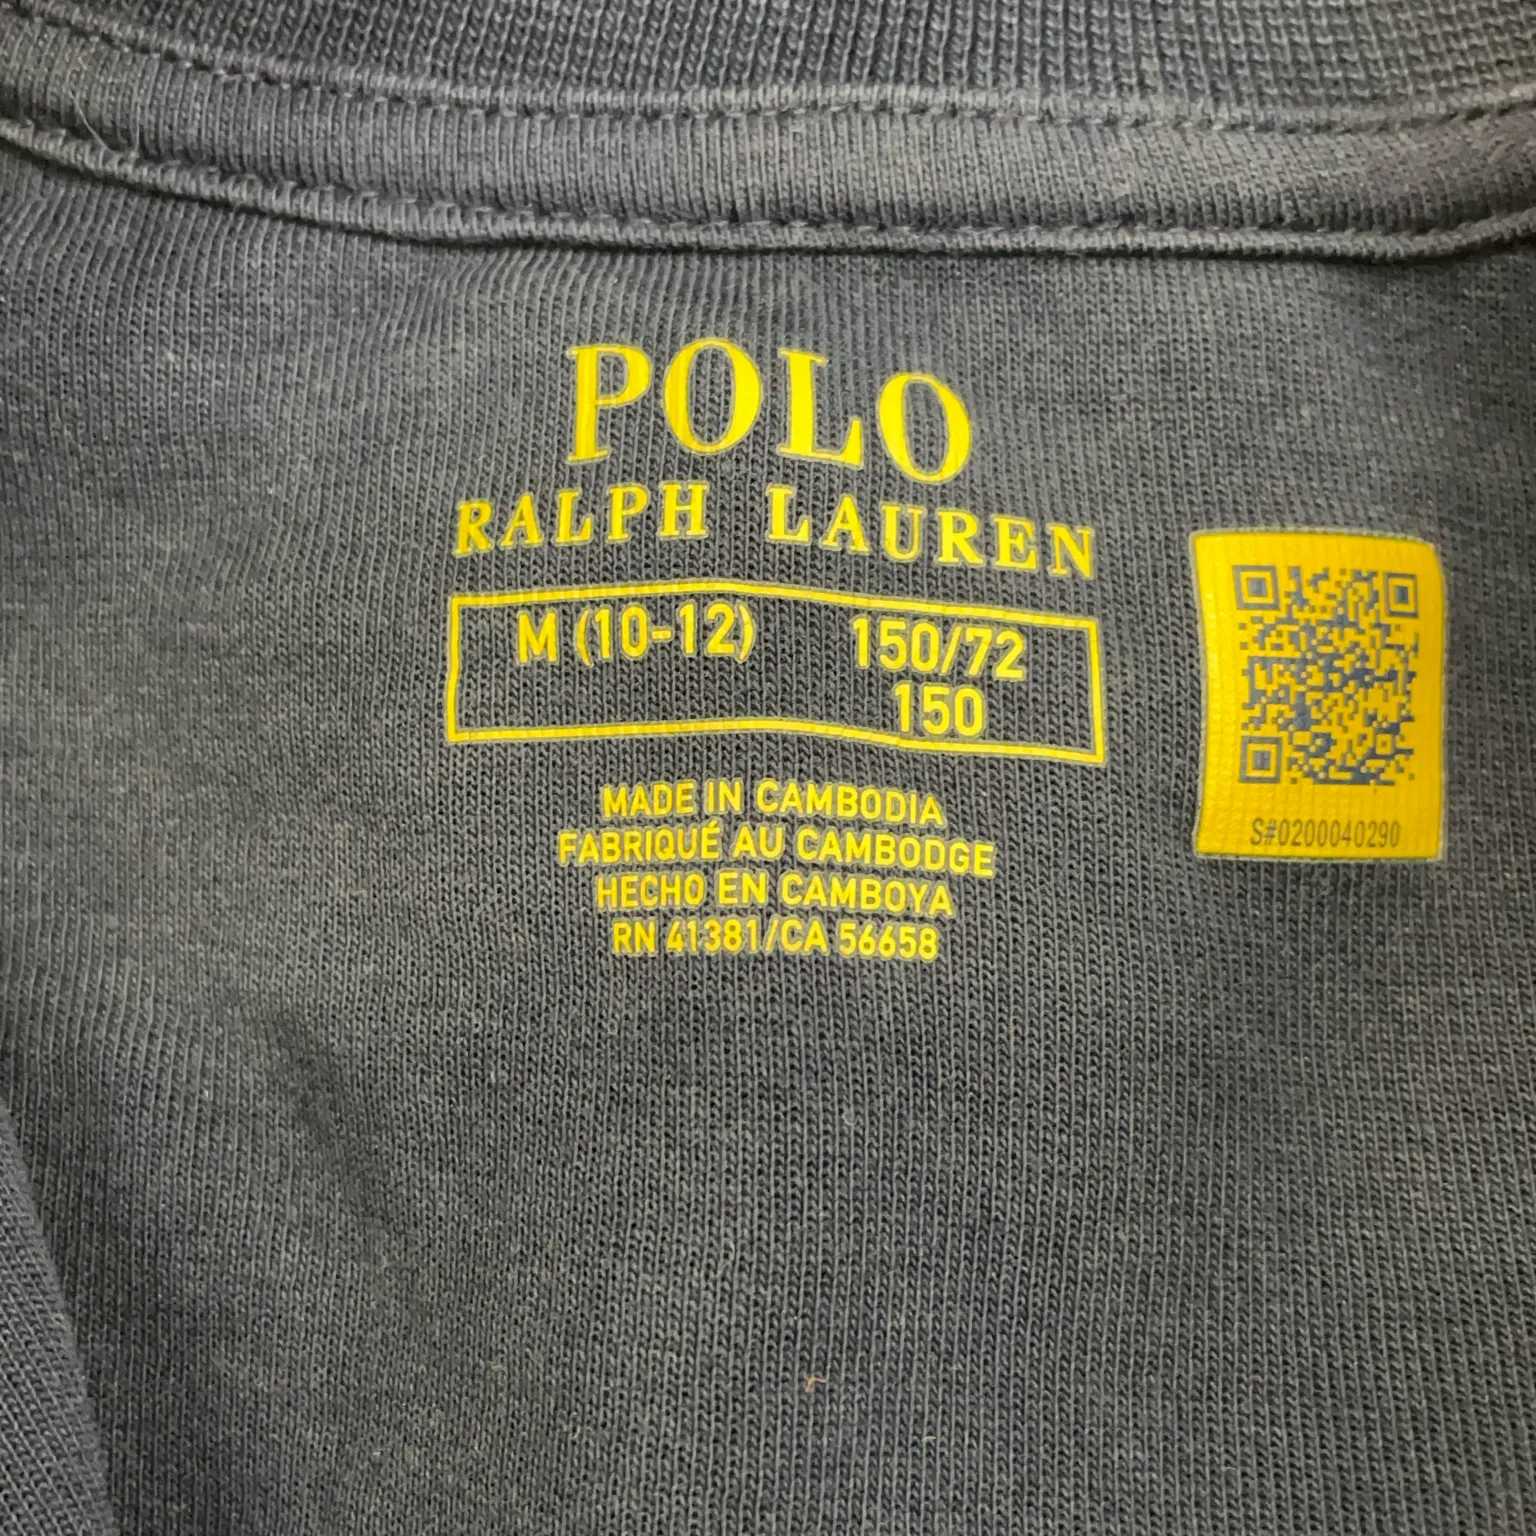 POLO
RALPH LAUREN
M (10-12) 150/72
150
MADE IN CAMBODIA
FABRIQUÉ AU CAMBODGE
HECHO EN CAMBOYA
RN 41381/CA 56658
S#0200040290